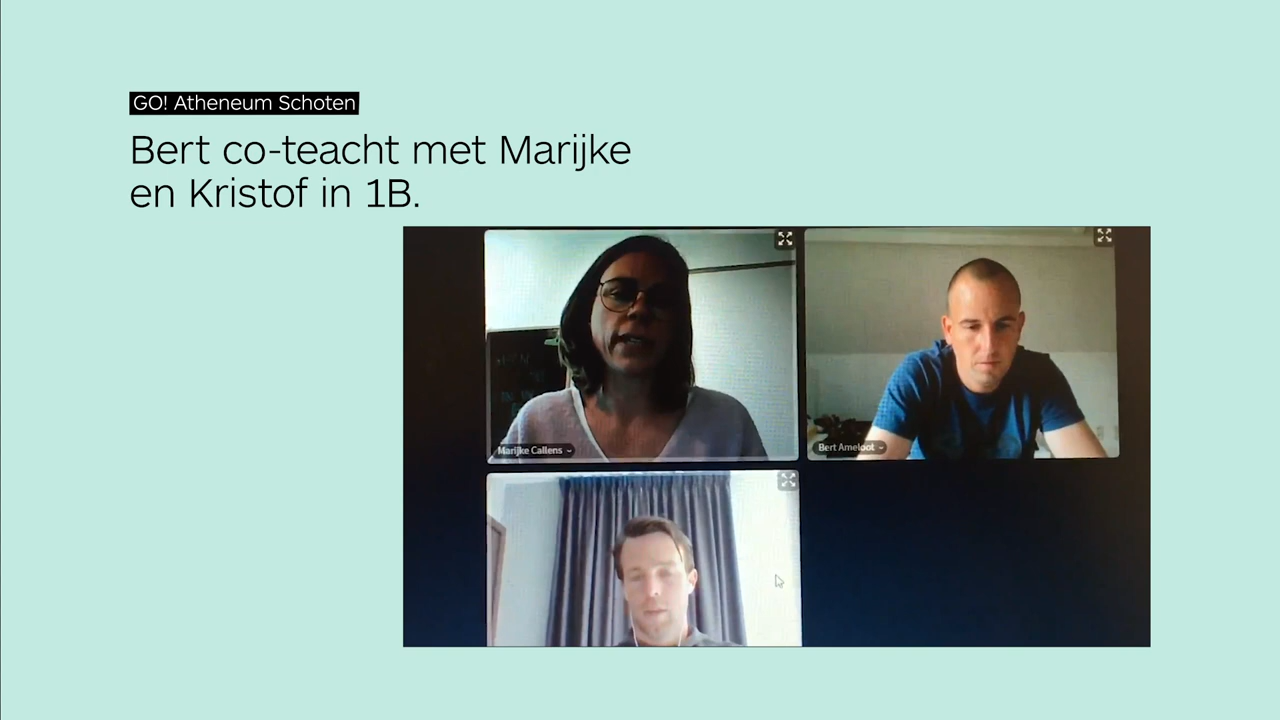 GO! Atheneum Schoten
Bert co-teacht met Marijke
en Kristof in 1B.
Marijke Callens
Bert Ameloot